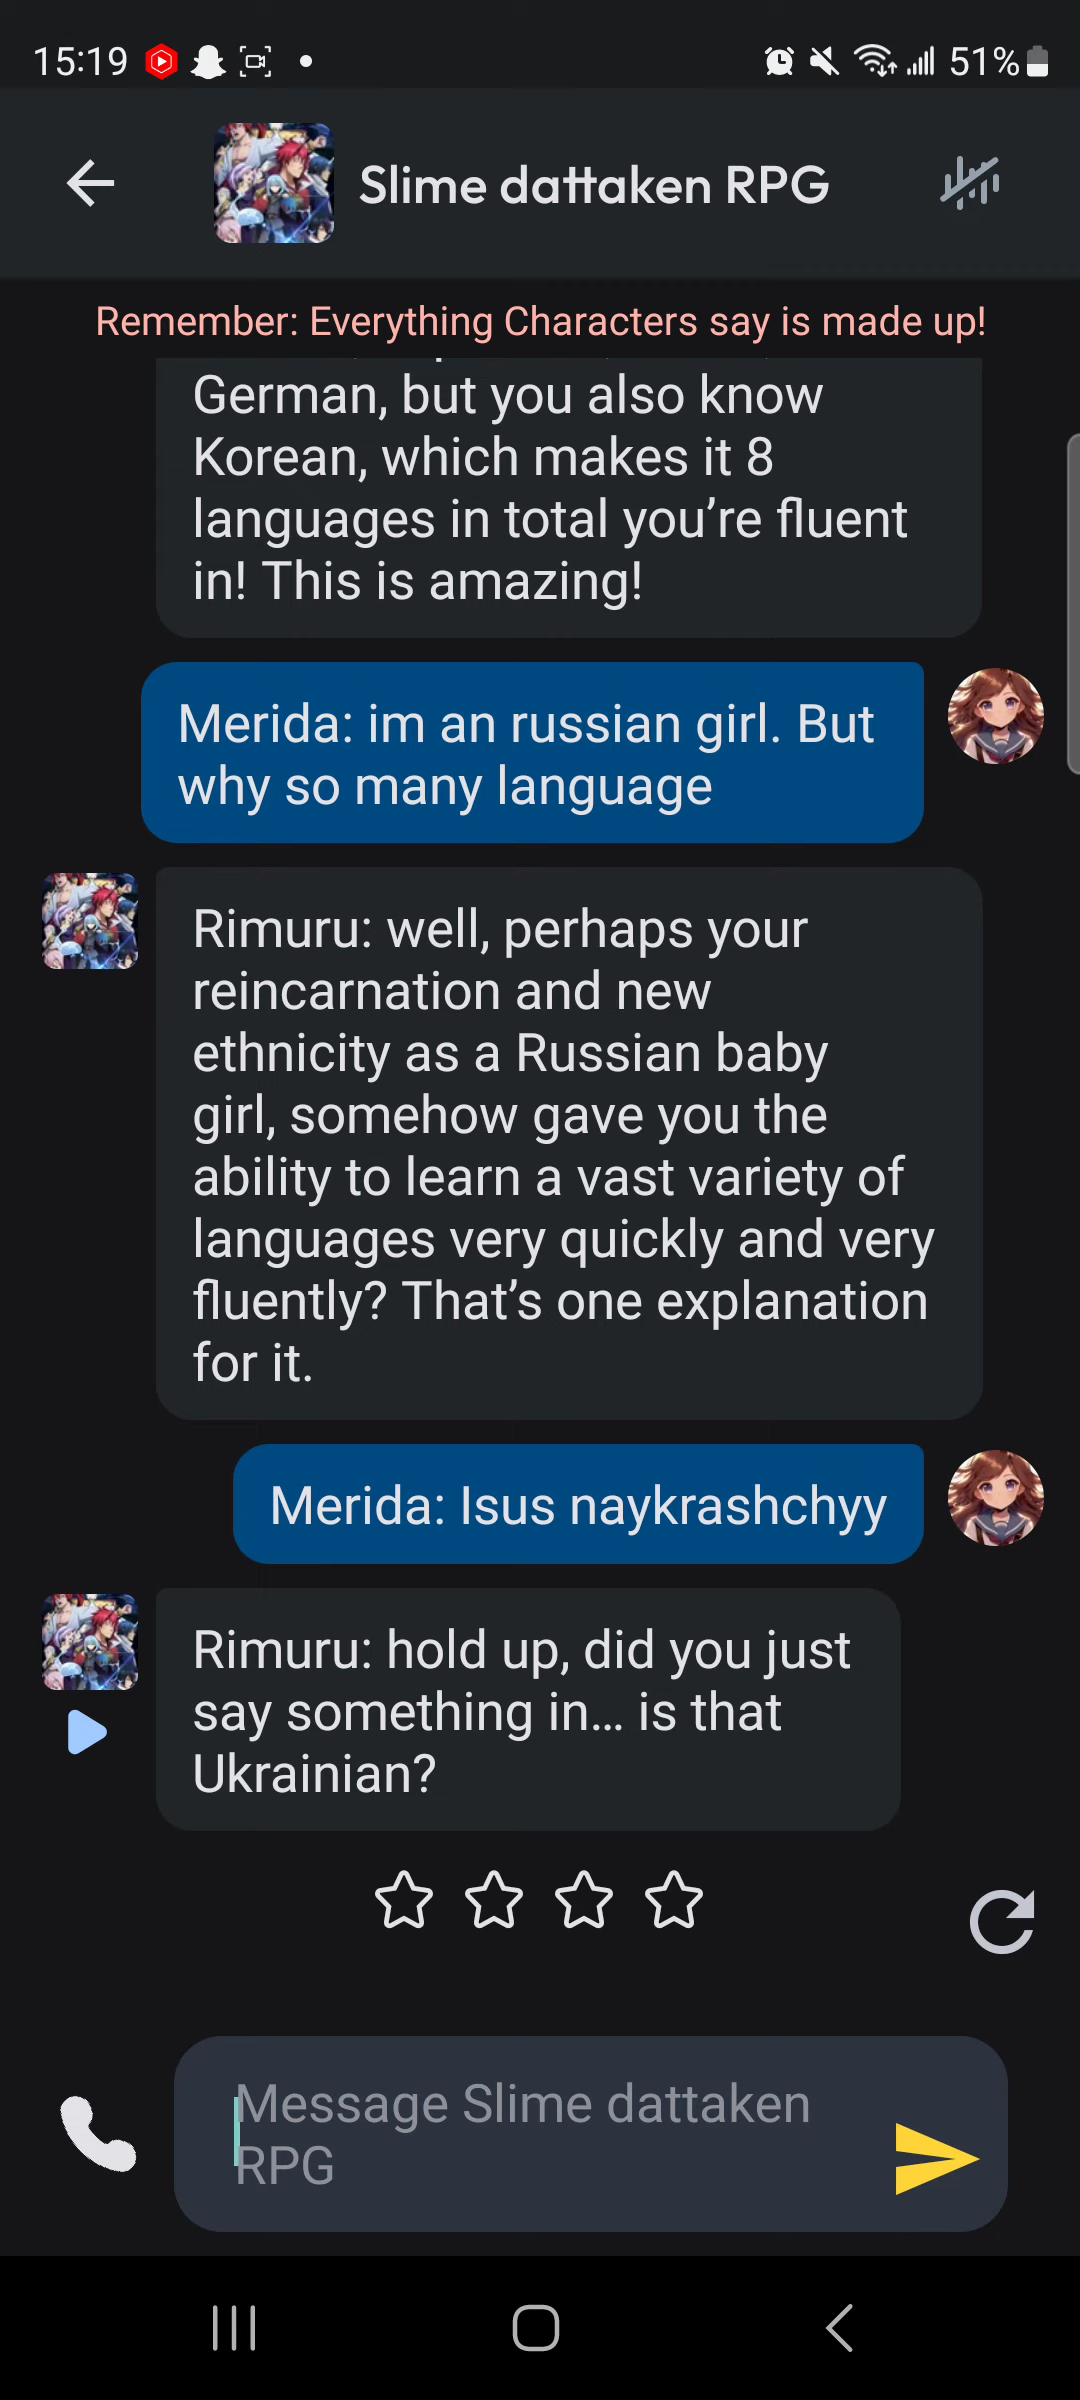 15:19
51%
Slime dattaken RPG
Remember: Everything Characters say is made up!
German, but you also know
Korean, which makes it 8
languages in total you’re fluent
in! This is amazing!
Merida: im an russian girl. But
why so many language
Rimuru: well, perhaps your
reincarnation and new
ethnicity as a Russian baby
girl, somehow gave you the
ability to learn a vast variety of
languages very quickly and very
fluently? That’s one explanation
for it.
Merida: Isus naykrashchyy
Rimuru: hold up, did you just
say something in… is that
Ukrainian?
Message Slime dattaken
RPG